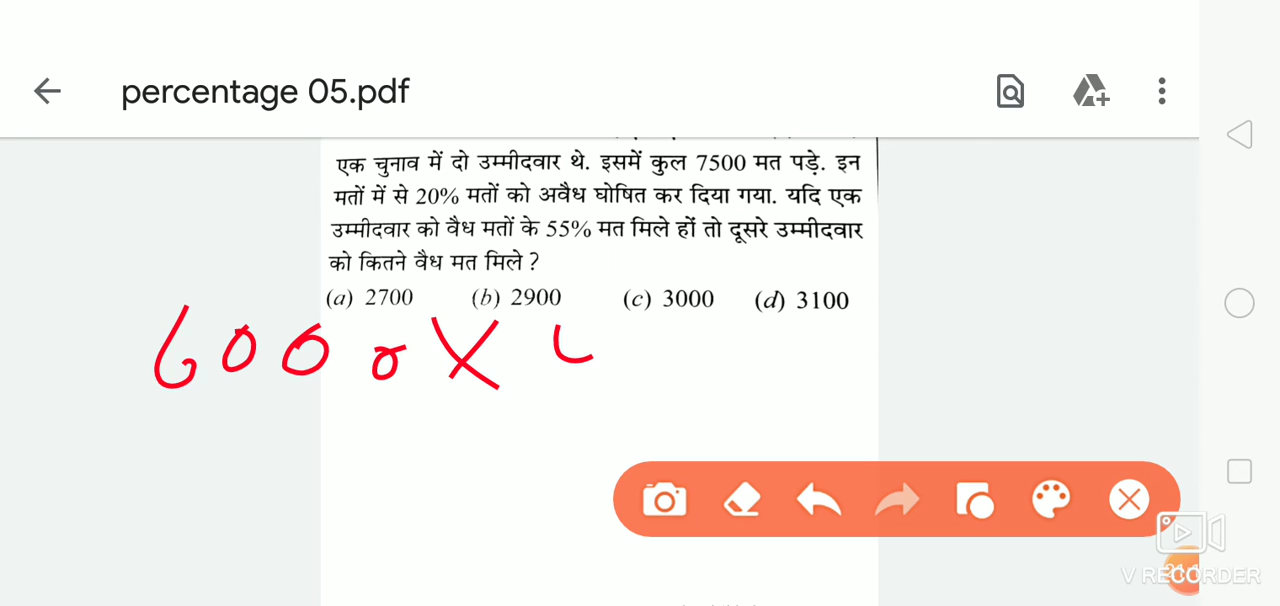 percentage 05.pdf
एक चुनाव में दो उम्मीदवार थे. इसमें कुल 7500 मत पड़े. इन
मतों में से 20% मतों को अवैध घोषित कर दिया गया. यदि एक
उम्मीदवार को वैध मतों के 55% मत मिले हों तो दूसरे उम्मीदवार
को कितने वैध मत मिले ?
(a) 2700 (b) 2900 (c) 3000 (d) 3100
6000 X
V RECORDER